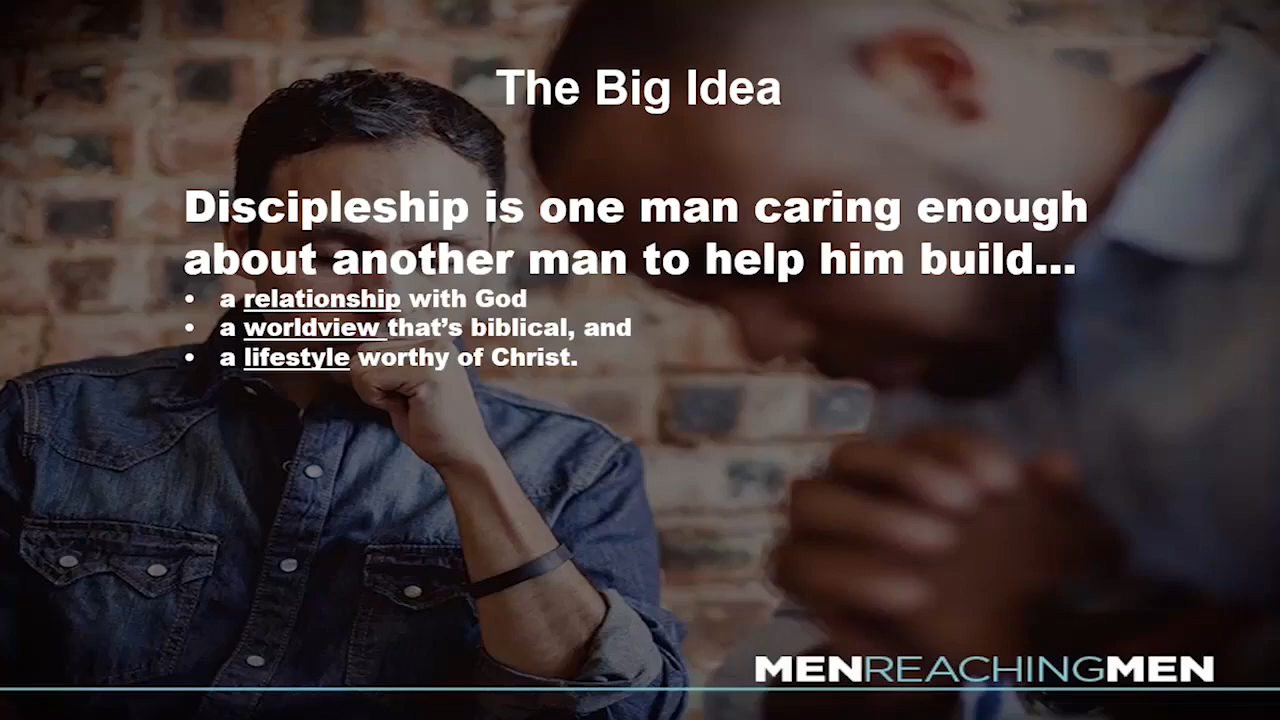 The Big Idea
Discipleship is one man caring enough
about another man to help him build...
• a relationship with God
• a worldview that's biblical, and
• a lifestyle worthy of Christ.
MENREACHINGMEN